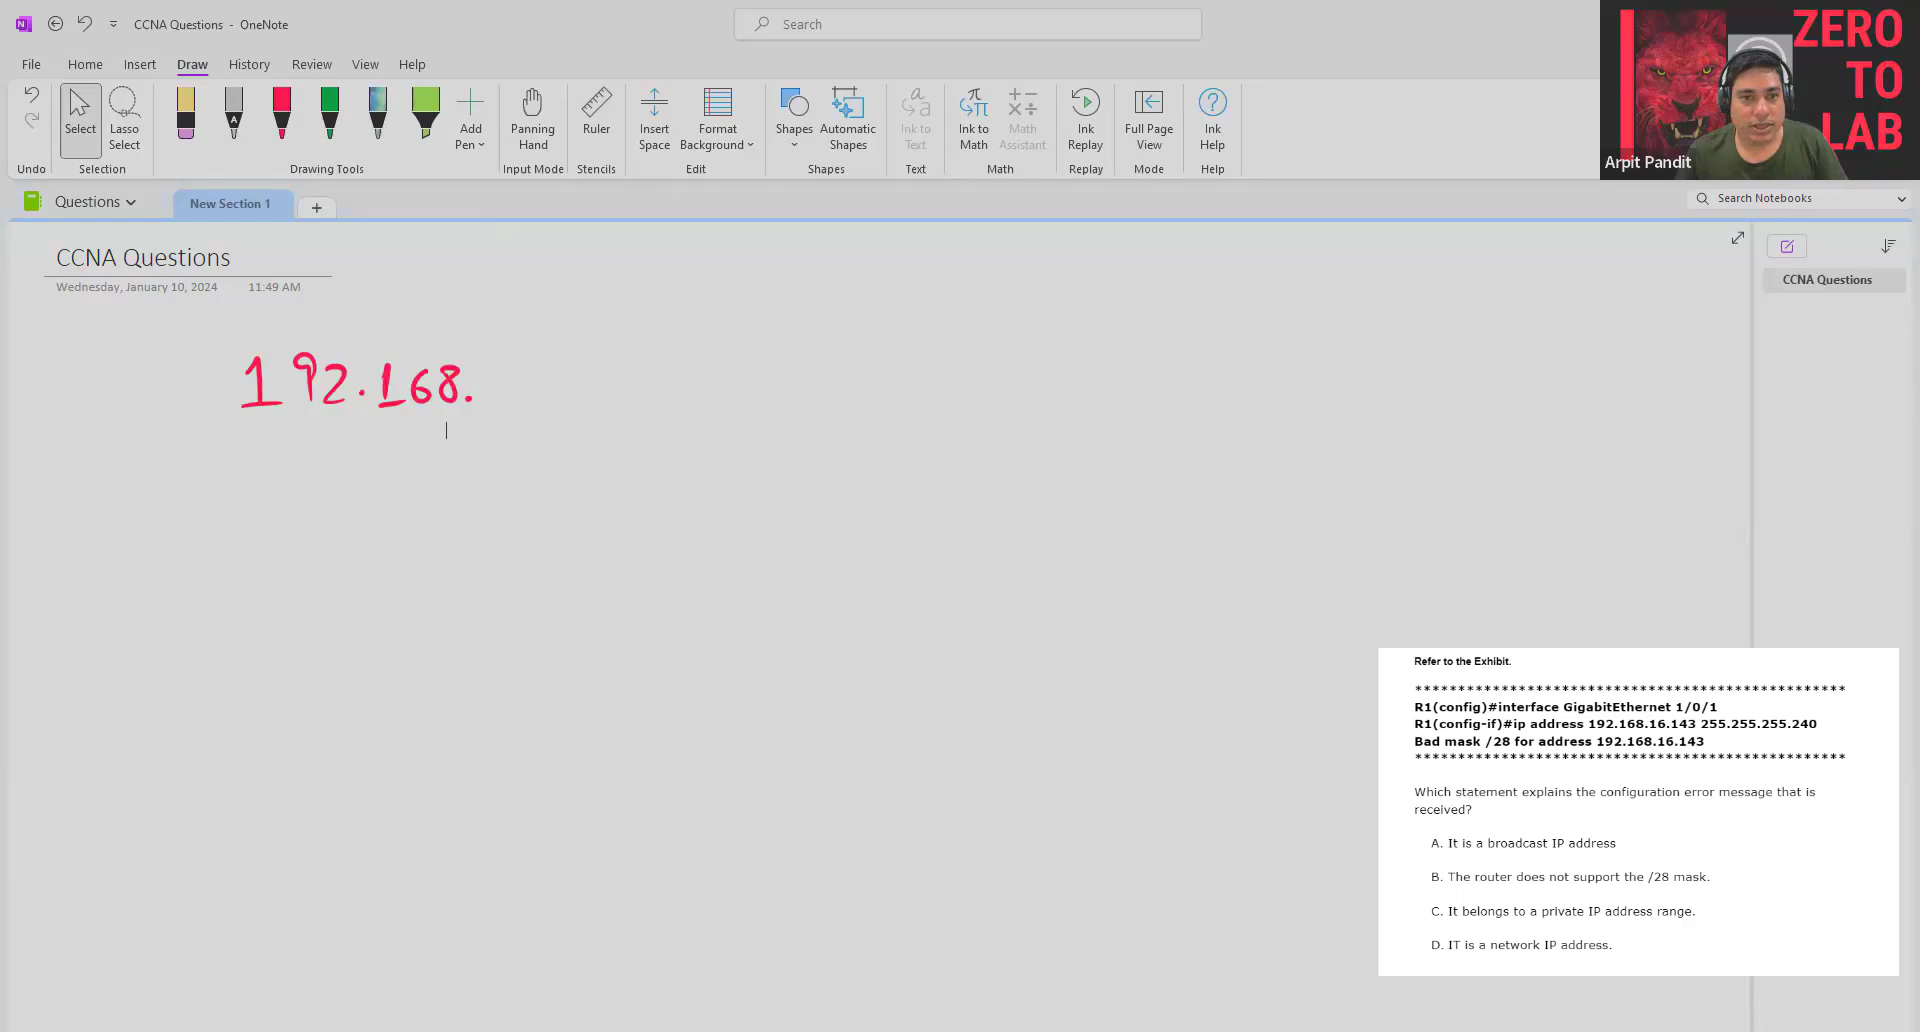 CCNA Questions - OneNote
Search
ZERO
TO
LAB
Arpit Pandit
File Home Insert Draw History Review View Help
Select
Lasso
Select
A
Add
Pen
Panning
Hand
Ruler
Insert
Space
Format
Background
Shapes
Automatic
Shapes
Ink to
Text
Ink to
Math
Math
Assistant
Ink
Replay
Full Page
View
Ink
Help
Undo Selection Drawing Tools Input Mode Stencils Edit Shapes Text Math Replay Mode Help
Questions New Section 1 + Search Notebooks
CCNA Questions
Wednesday, January 10, 2024 11:49 AM
CCNA Questions
192.168.
Refer to the Exhibit.
**************************************************
R1(config)#interface GigabitEthernet 1/0/1
R1(config-if)#ip address 192.168.16.143 255.255.255.240
Bad mask /28 for address 192.168.16.143
**************************************************
Which statement explains the configuration error message that is
received?
A. It is a broadcast IP address
B. The router does not support the /28 mask.
C. It belongs to a private IP address range.
D. IT is a network IP address.